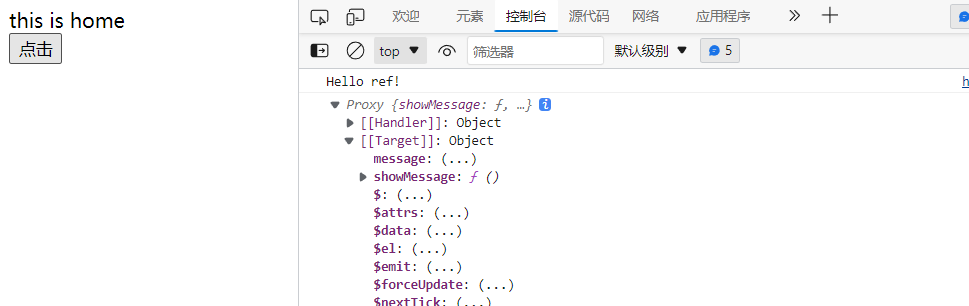 this is home
点击
欢迎 元素 控制台 源代码 网络 应用程序
top 筛选器 默认级别 5
Hello ref! h
Proxy {showMessage: ƒ, …} i
[[Handler]]: Object
[[Target]]: Object
message: (...)
showMessage: ƒ ()
$: (...)
$attrs: (...)
$data: (...)
$el: (...)
$emit: (...)
$forceUpdate: (...)
$nextTick: (...)